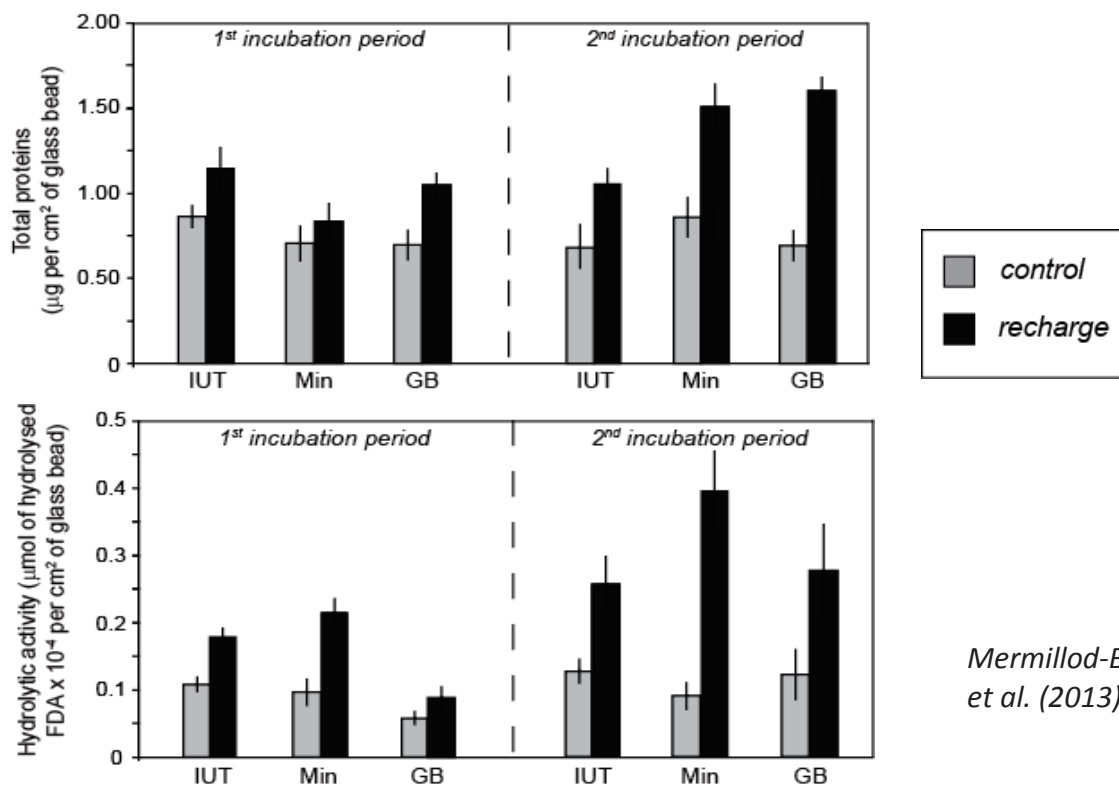 2.00
1st incubation period
2nd incubation period
1.50
1.00
0.50
0
Total proteins
(µg per cm² of glass bead)
IUT Min GB IUT Min GB
control
recharge
0.5
1st incubation period
2nd incubation period
0.4
0.3
0.2
0.1
0
Hydrolytic activity (µmol of hydrolysed
FDA x 10⁻⁴ per cm² of glass bead)
IUT Min GB IUT Min GB
et al. (2013)